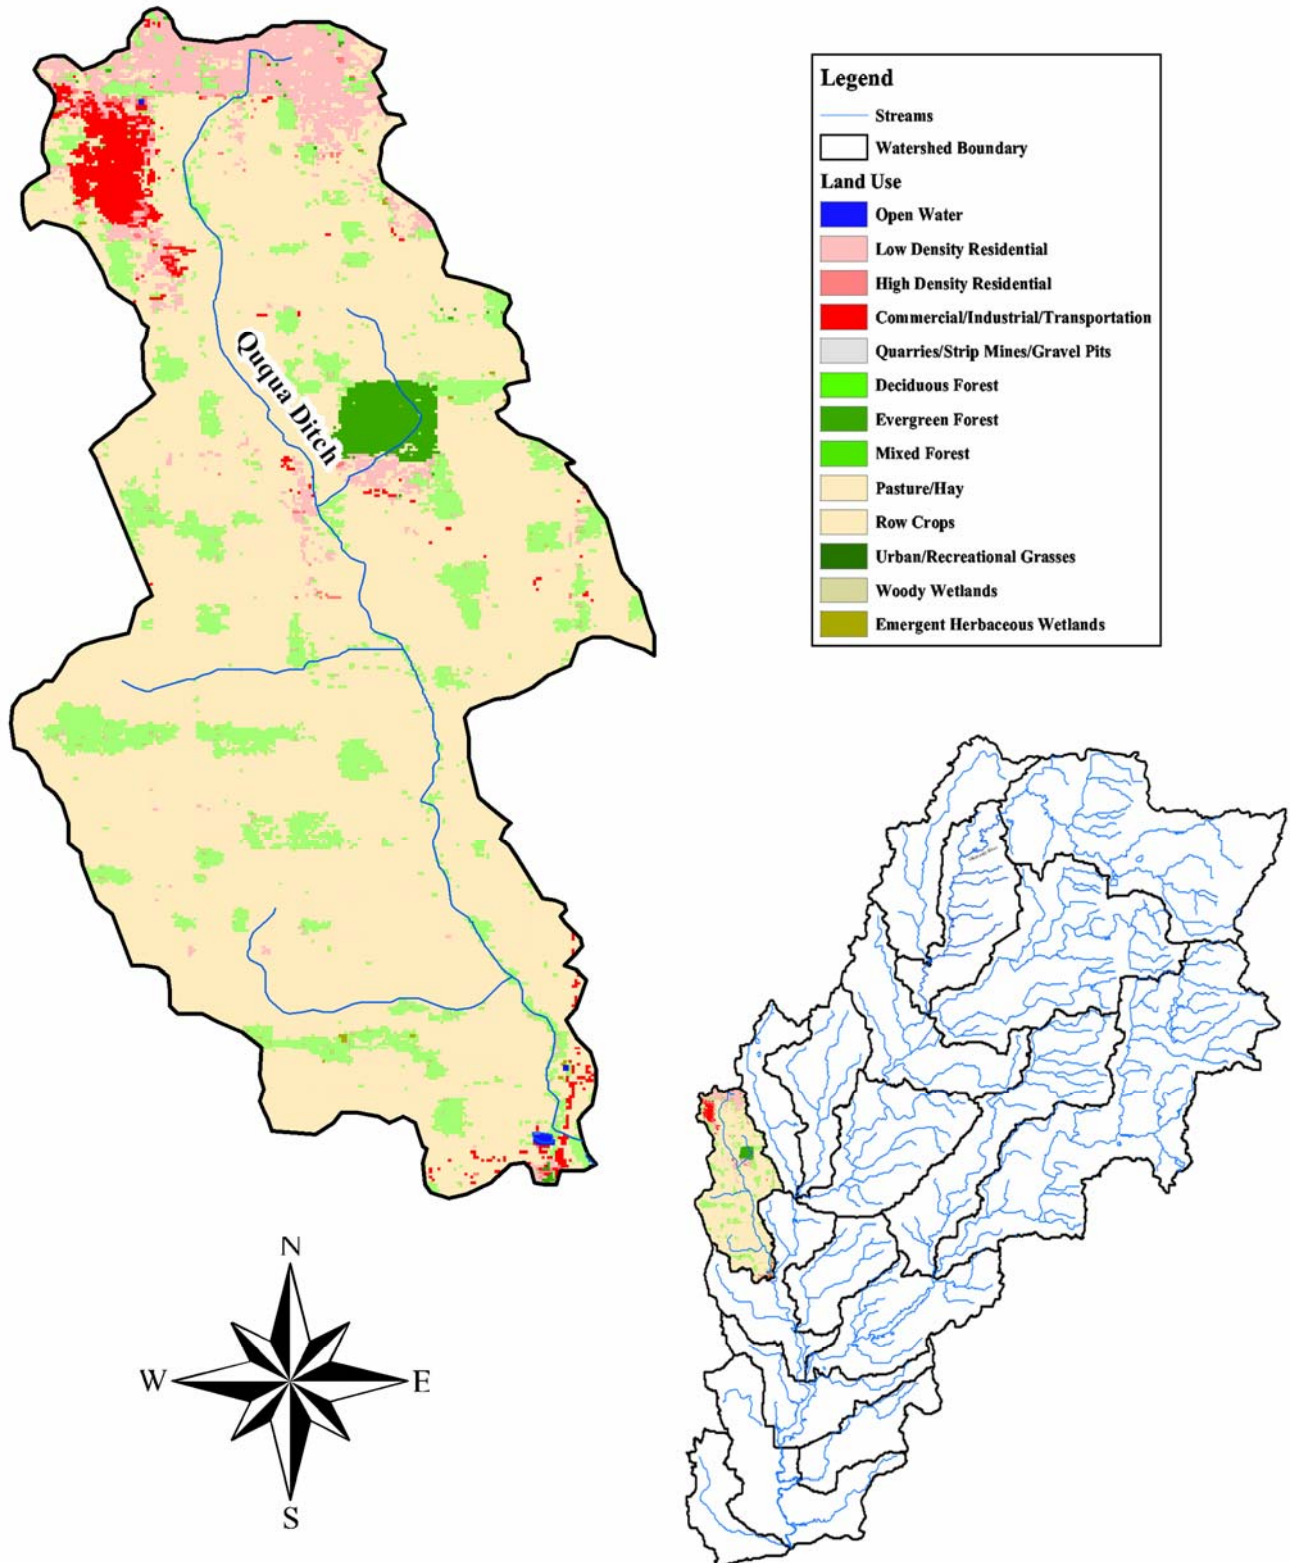 Legend
Streams
Watershed Boundary
Land Use
Open Water
Low Density Residential
High Density Residential
Commercial/Industrial/Transportation
Quarries/Strip Mines/Gravel Pits
Deciduous Forest
Evergreen Forest
Mixed Forest
Pasture/Hay
Row Crops
Urban/Recreational Grasses
Woody Wetlands
Emergent Herbaceous Wetlands
Ququa Ditch
N
W
E
S